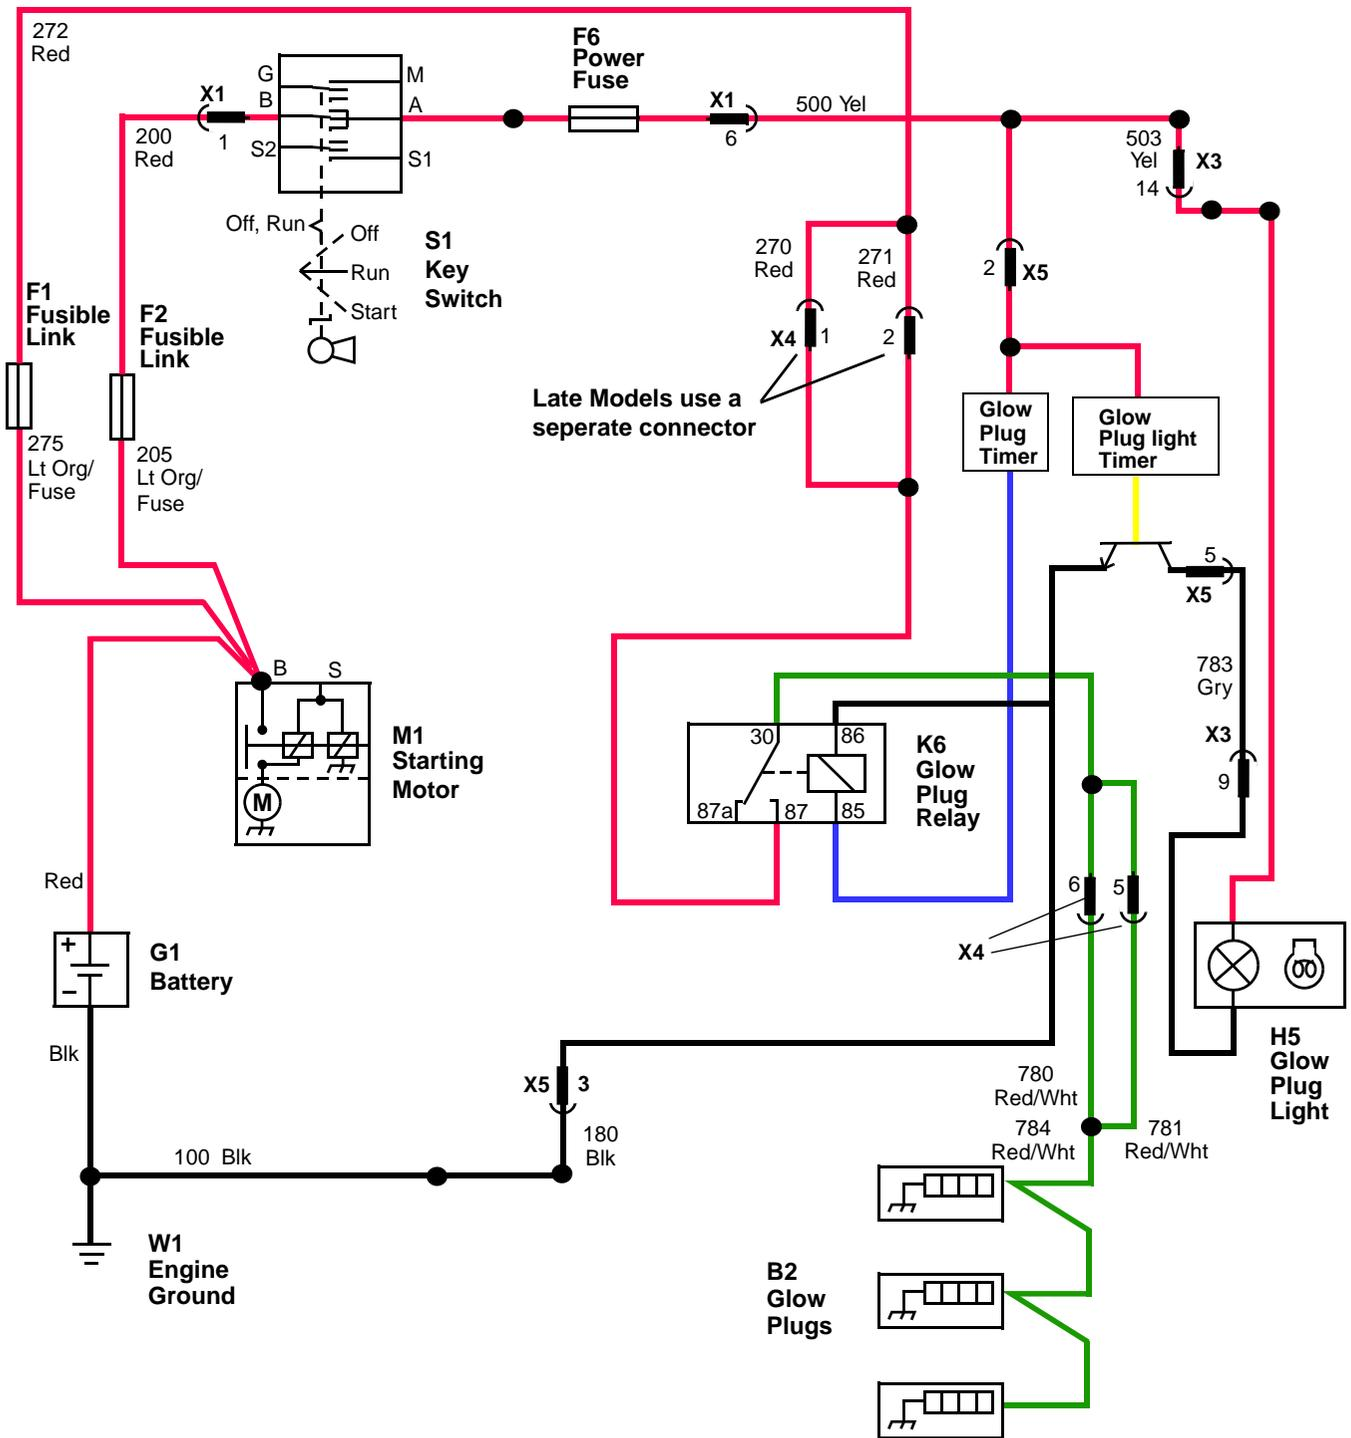 272
Red
F6
Power
Fuse
G
M
X1
B
A
X1
500 Yel
200
Red
1
6
S2
S1
503
Yel
14
X3
Off, Run
Off
Run
Start
S1
Key
Switch
270
Red
271
Red
2
X5
F1
Fusible
Link
F2
Fusible
Link
X4
1
2
Late Models use a
seperate connector
Glow
Plug
Timer
Glow
Plug light
Timer
275
Lt Org/
Fuse
205
Lt Org/
Fuse
5
X5
783
Gry
B
S
M1
Starting
Motor
M
30
86
87a
87
85
K6
Glow
Plug
Relay
X3
9
6
5
X4
Red
+
−
G1
Battery
Blk
H5
Glow
Plug
Light
X5
3
780
Red/Wht
180
Blk
784
Red/Wht
781
Red/Wht
100 Blk
W1
Engine
Ground
B2
Glow
Plugs